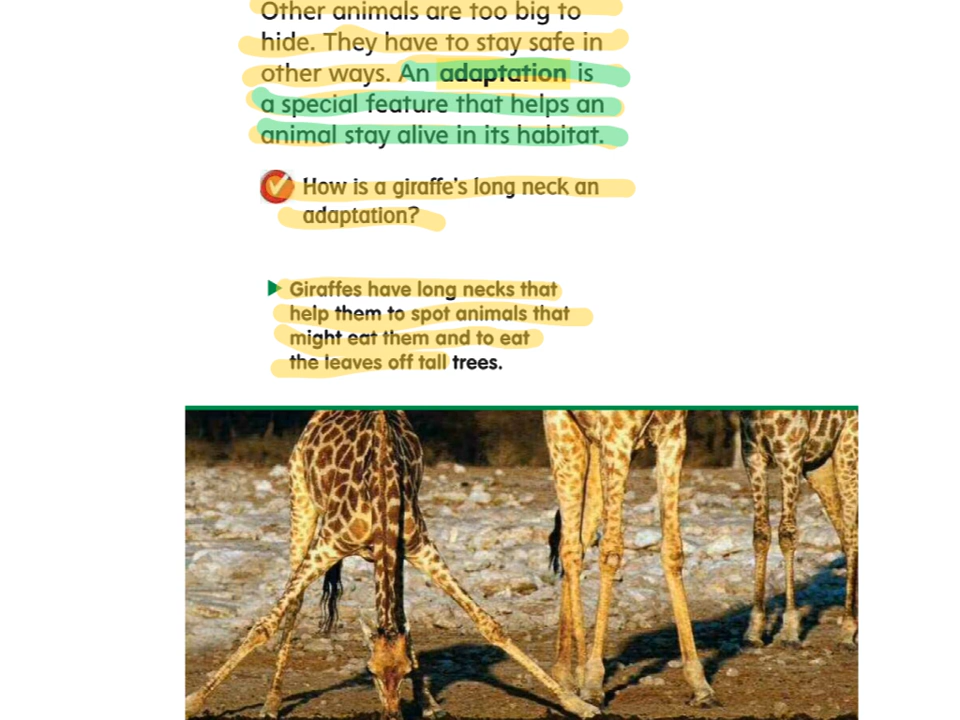 Other animals are too big to
hide. They have to stay safe in
other ways. An adaptation is
a special feature that helps an
animal stay alive in its habitat.
How is a giraffe's long neck an
adaptation?
Giraffes have long necks that
help them to spot animals that
might eat them and to eat
the leaves off tall trees.